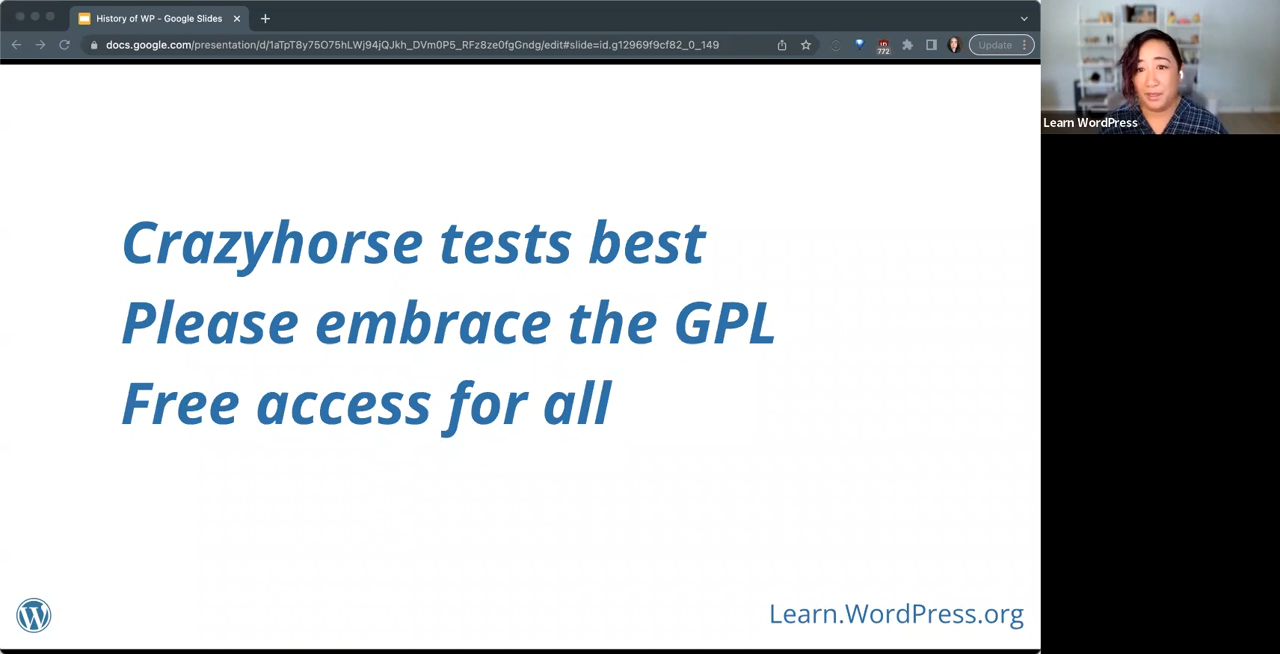 History of WP - Google Slides
docs.google.com/presentation/d/1aTpT8y75O75hLWj94jQJkh_DVm0P5_RFz8ze0fgGndg/edit#slide=id.g12969f9cf82_0_149
772
Update
Learn WordPress
Crazyhorse tests best
Please embrace the GPL
Free access for all
Learn.WordPress.org